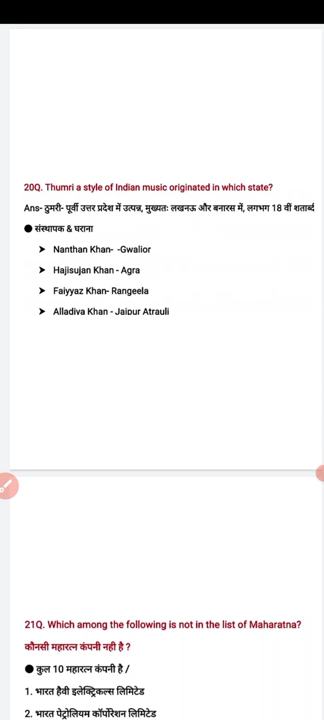 20Q. Thumri a style of Indian music originated in which state?
Ans- ठुमरी- पूर्वी उत्तर प्रदेश में उत्पन्न, मुख्यतः लखनऊ और बनारस में, लगभग 18 वीं शताब्द
● संस्थापक & घराना
➤ Nanthan Khan- -Gwalior
➤ Hajisujan Khan - Agra
➤ Faiyyaz Khan- Rangeela
➤ Alladiya Khan - Jaipur Atrauli
21Q. Which among the following is not in the list of Maharatna?
कौनसी महारत्न कंपनी नही है ?
● कुल 10 महारत्न कंपनी है /
1. भारत हैवी इलेक्ट्रिकल्स लिमिटेड
2. भारत पेट्रोलियम कॉर्पोरेशन लिमिटेड